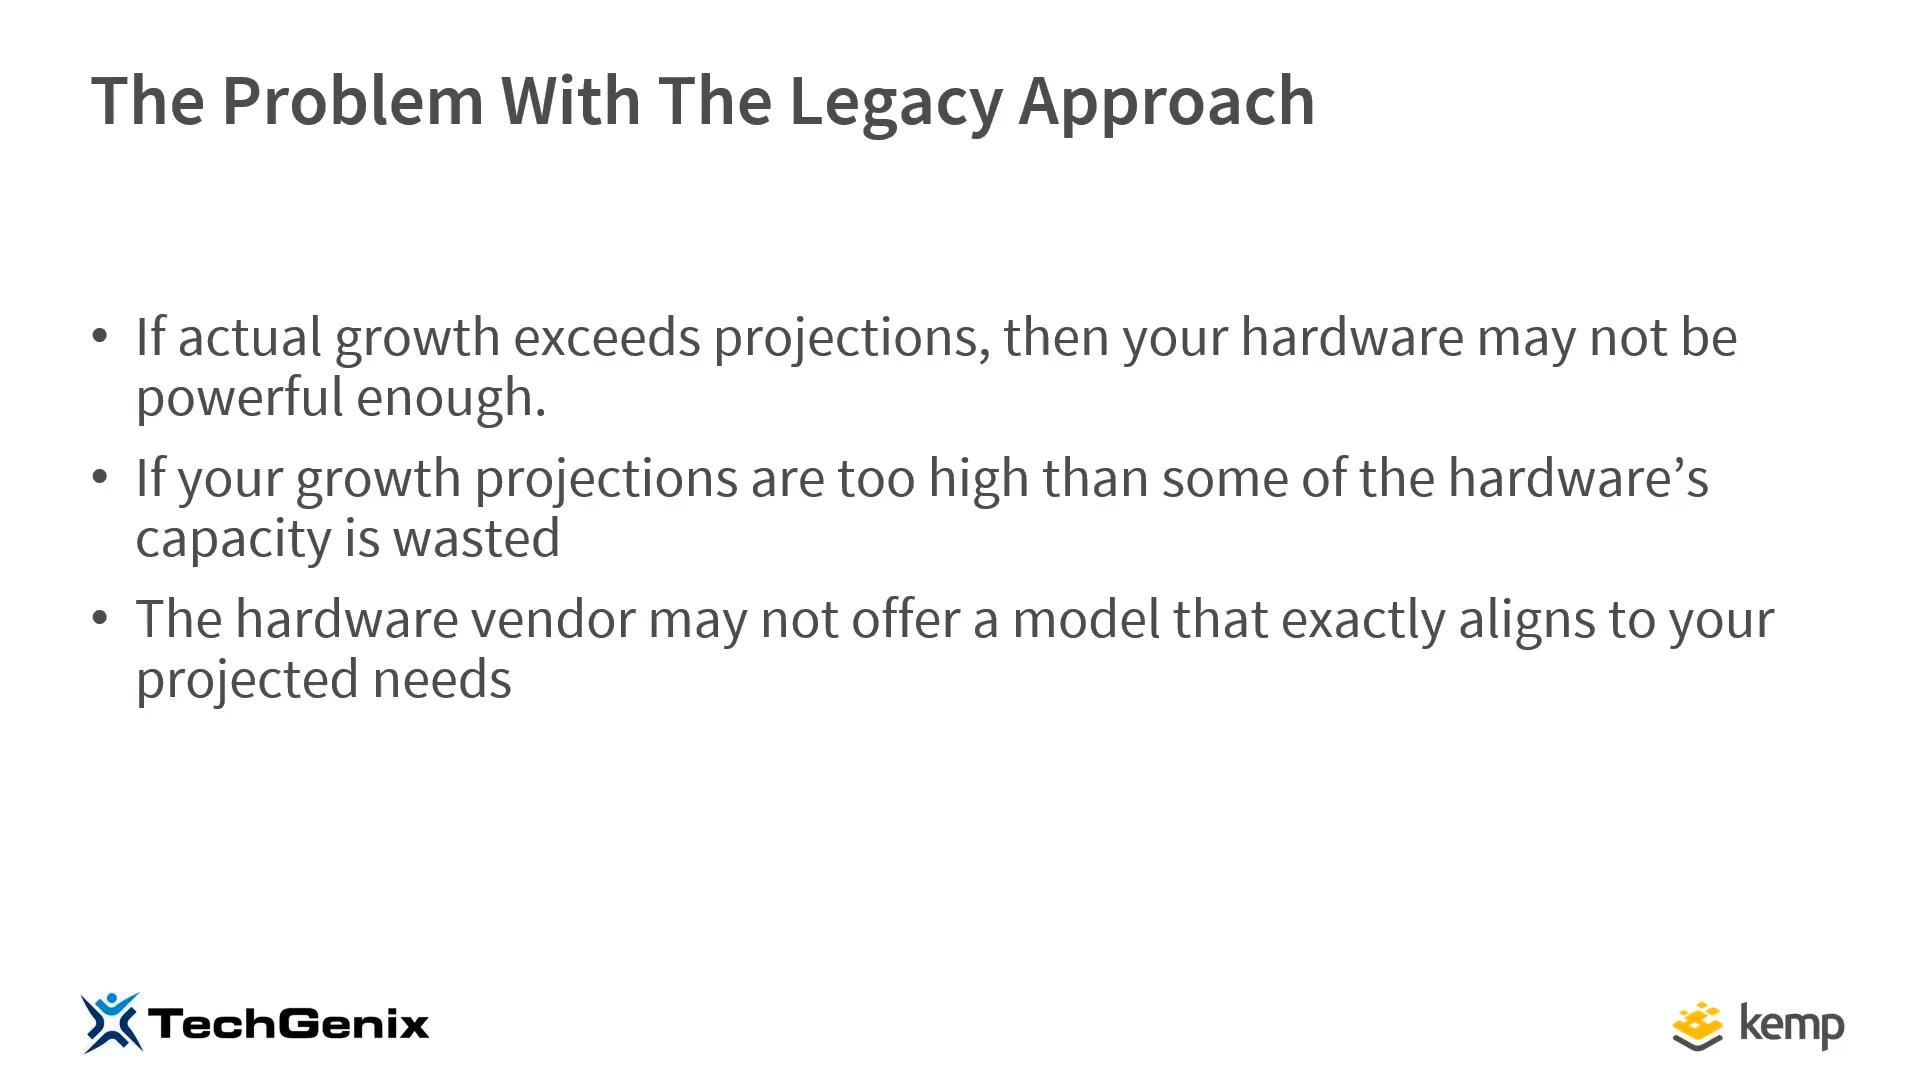 The Problem With The Legacy Approach
• If actual growth exceeds projections, then your hardware may not be
powerful enough.
• If your growth projections are too high than some of the hardware’s
capacity is wasted
• The hardware vendor may not offer a model that exactly aligns to your
projected needs
TechGenix
kemp